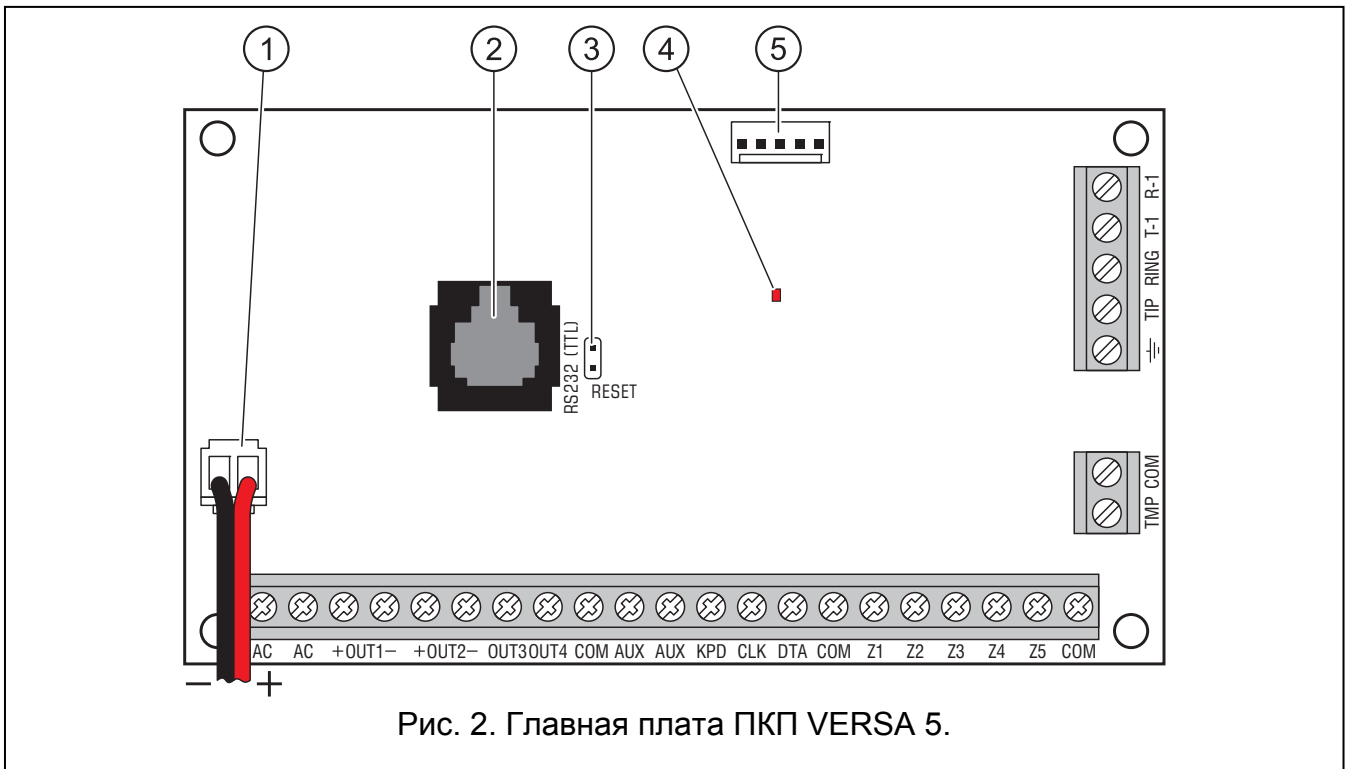 1 2 3 4 5
R-1
T-1
RING
TIP
RS232 (TTL)
RESET
COM
TMP
AC AC +OUT1− +OUT2− OUT3 OUT4 COM AUX AUX KPD CLK DTA COM Z1 Z2 Z3 Z4 Z5 COM
− +
Рис. 2. Главная плата ПКП VERSA 5.